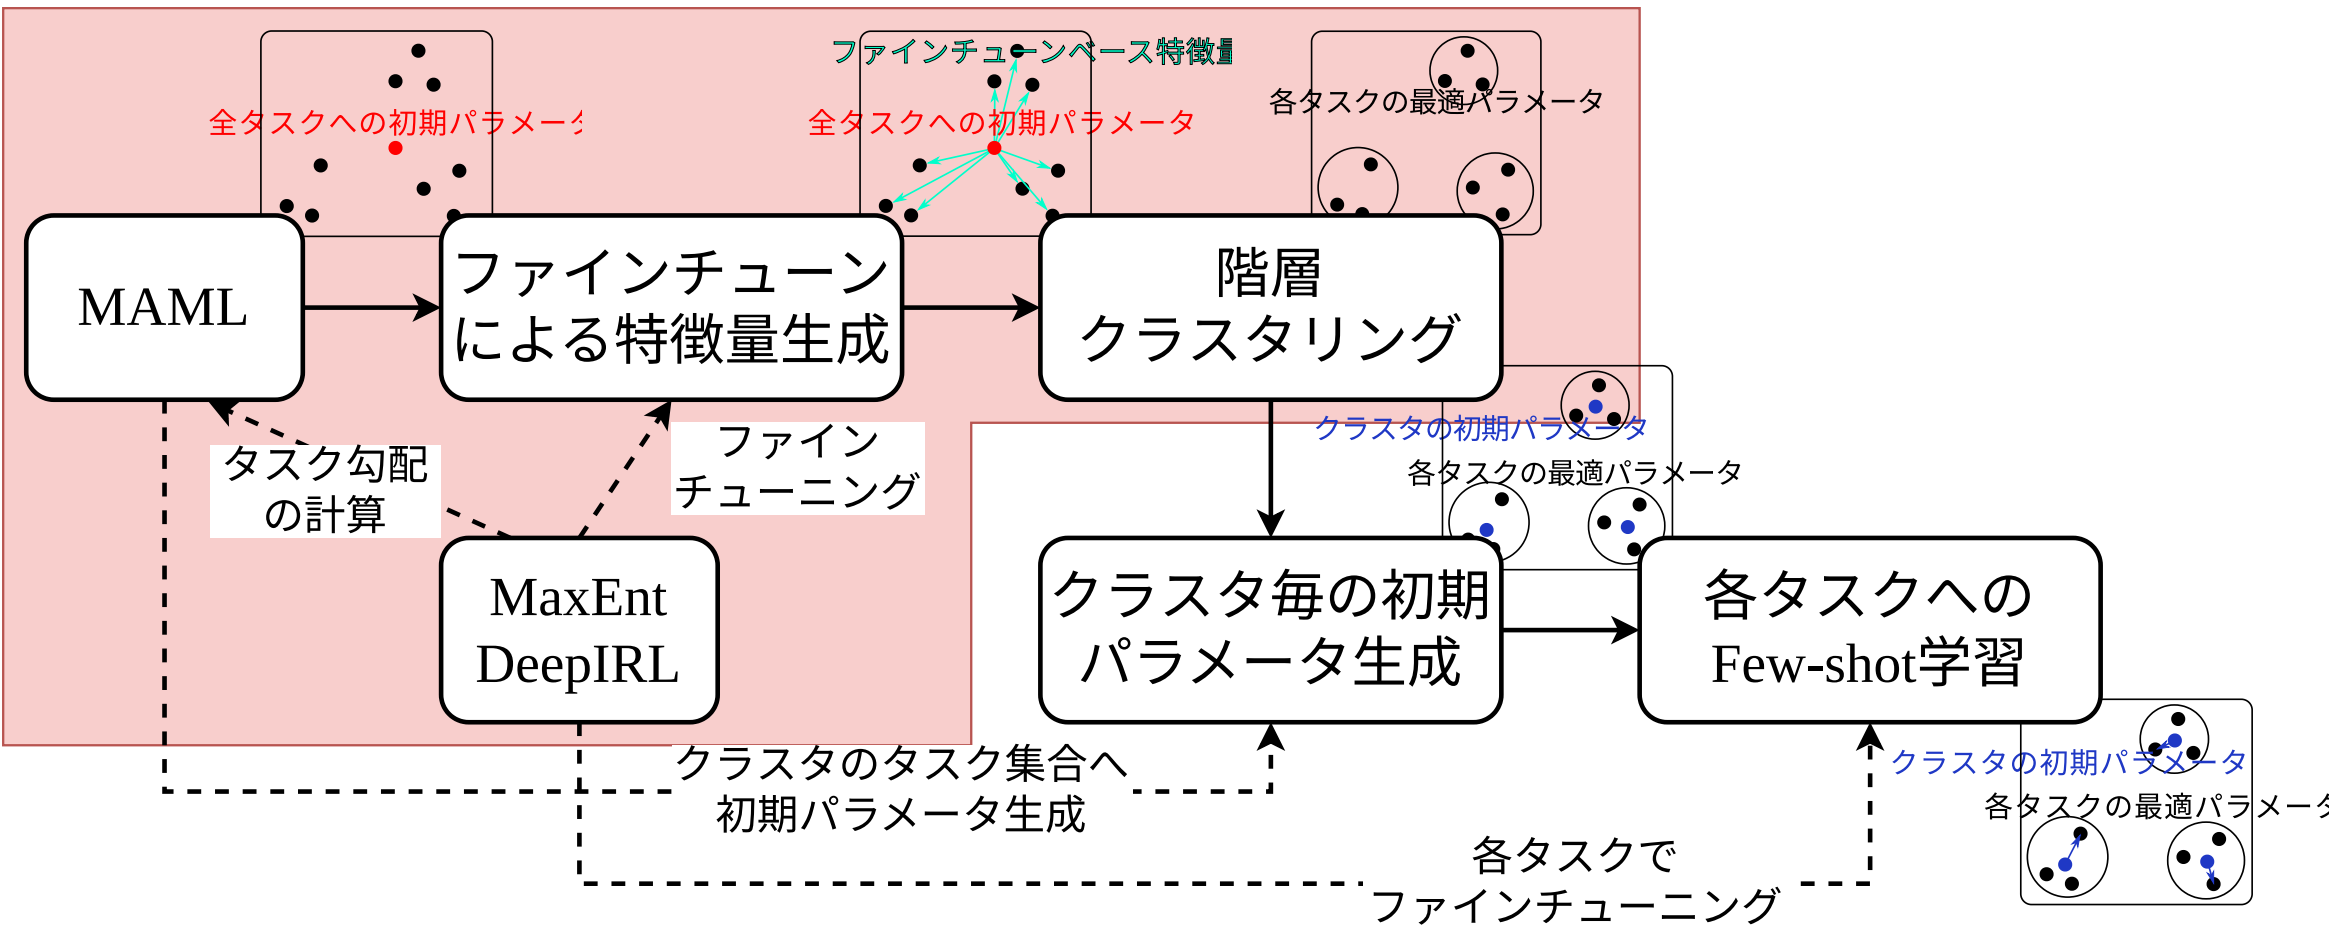 ファインチューンベース特徴量
全タスクへの初期パラメータ
全タスクへの初期パラメータ
各タスクの最適パラメータ
MAML
ファインチューン
による特徴量生成
階層
クラスタリング
クラスタの初期パラメータ
各タスクの最適パラメータ
タスク勾配
の計算
ファイン
チューニング
MaxEnt
DeepIRL
クラスタ毎の初期
パラメータ生成
各タスクへの
Few-shot学習
クラスタのタスク集合へ
初期パラメータ生成
クラスタの初期パラメータ
各タスクの最適パラメータ
各タスクで
ファインチューニング